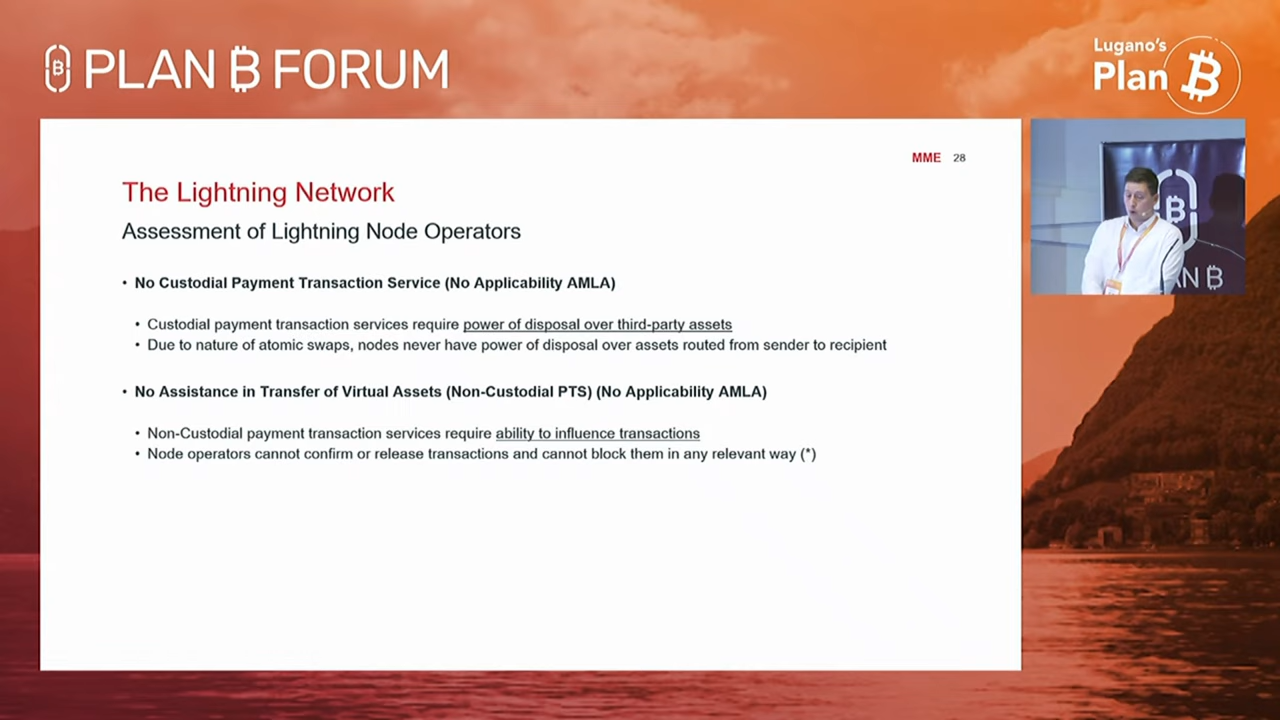 PLAN ₿ FORUM
Lugano's
Plan ₿
MME 28
The Lightning Network
Assessment of Lightning Node Operators
• No Custodial Payment Transaction Service (No Applicability AMLA)
• Custodial payment transaction services require power of disposal over third-party assets
• Due to nature of atomic swaps, nodes never have power of disposal over assets routed from sender to recipient
• No Assistance in Transfer of Virtual Assets (Non-Custodial PTS) (No Applicability AMLA)
• Non-Custodial payment transaction services require ability to influence transactions
• Node operators cannot confirm or release transactions and cannot block them in any relevant way (*)
AN ₿